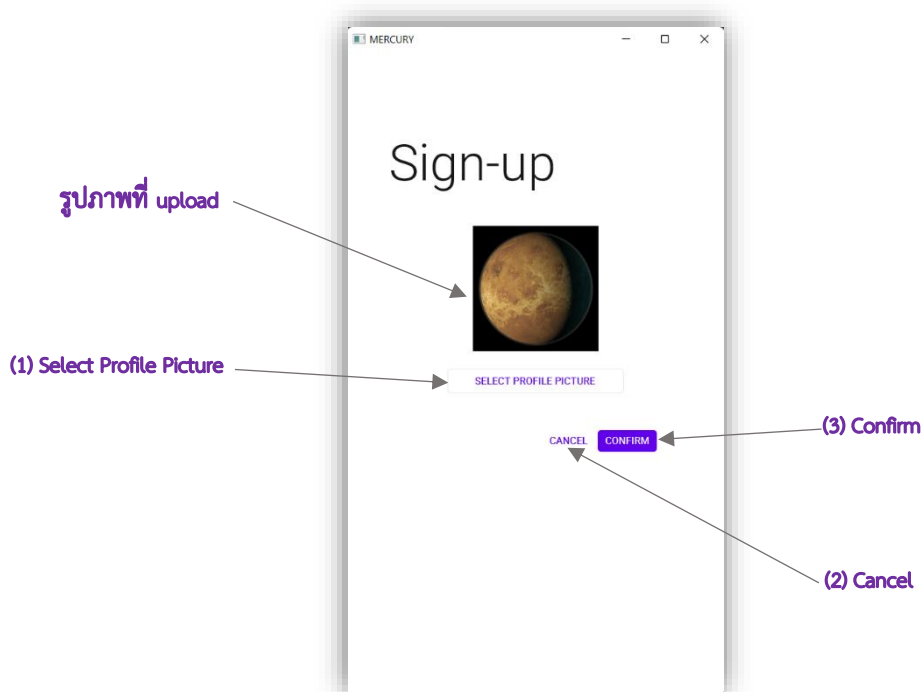 MERCURY
Sign-up
รูปภาพที่ upload
(1) Select Profile Picture
SELECT PROFILE PICTURE
CANCEL
CONFIRM
(3) Confirm
(2) Cancel